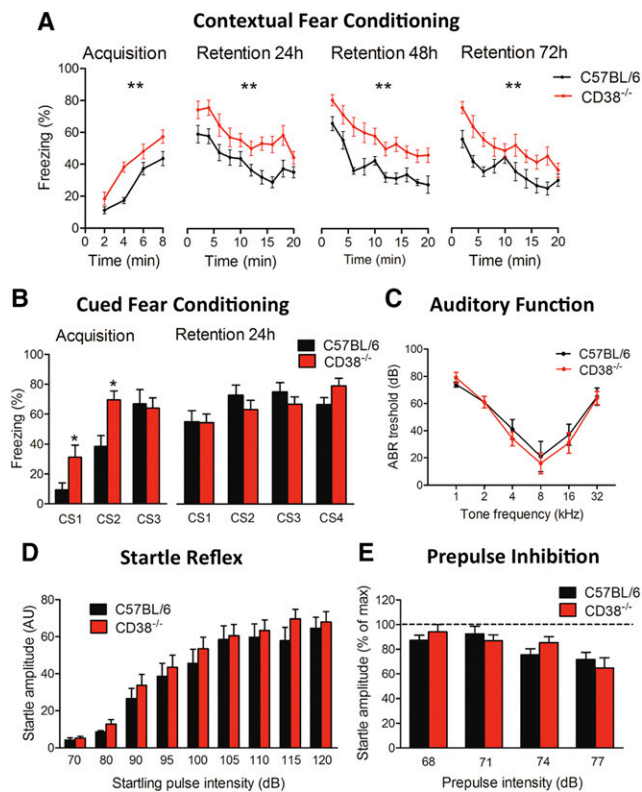 A Contextual Fear Conditioning
Acquisition Retention 24h Retention 48h Retention 72h
C57BL/6
CD38-/-
** ** ** **
Freezing (%)
100
80
60
40
20
0
0 2 4 6 8 0 5 10 15 20 0 5 10 15 20 0 5 10 15 20
Time (min) Time (min) Time (min) Time (min)
B Cued Fear Conditioning
Acquisition Retention 24h
C57BL/6
CD38-/-
* *
Freezing (%)
100
80
60
40
20
0
CS1 CS2 CS3 CS1 CS2 CS3 CS4
C Auditory Function
C57BL/6
CD38-/-
ABR treshold (dB)
100
80
60
40
20
0
1 2 4 8 16 32
Tone frequency (kHz)
D Startle Reflex
C57BL/6
CD38-/-
Startle amplitude (AU)
80
60
40
20
0
70 80 90 95 100 105 110 115 120
Startling pulse intensity (dB)
E Prepulse Inhibition
C57BL/6
CD38-/-
Startle amplitude (% of max)
140
120
100
80
60
40
20
0
68 71 74 77
Prepulse intensity (dB)